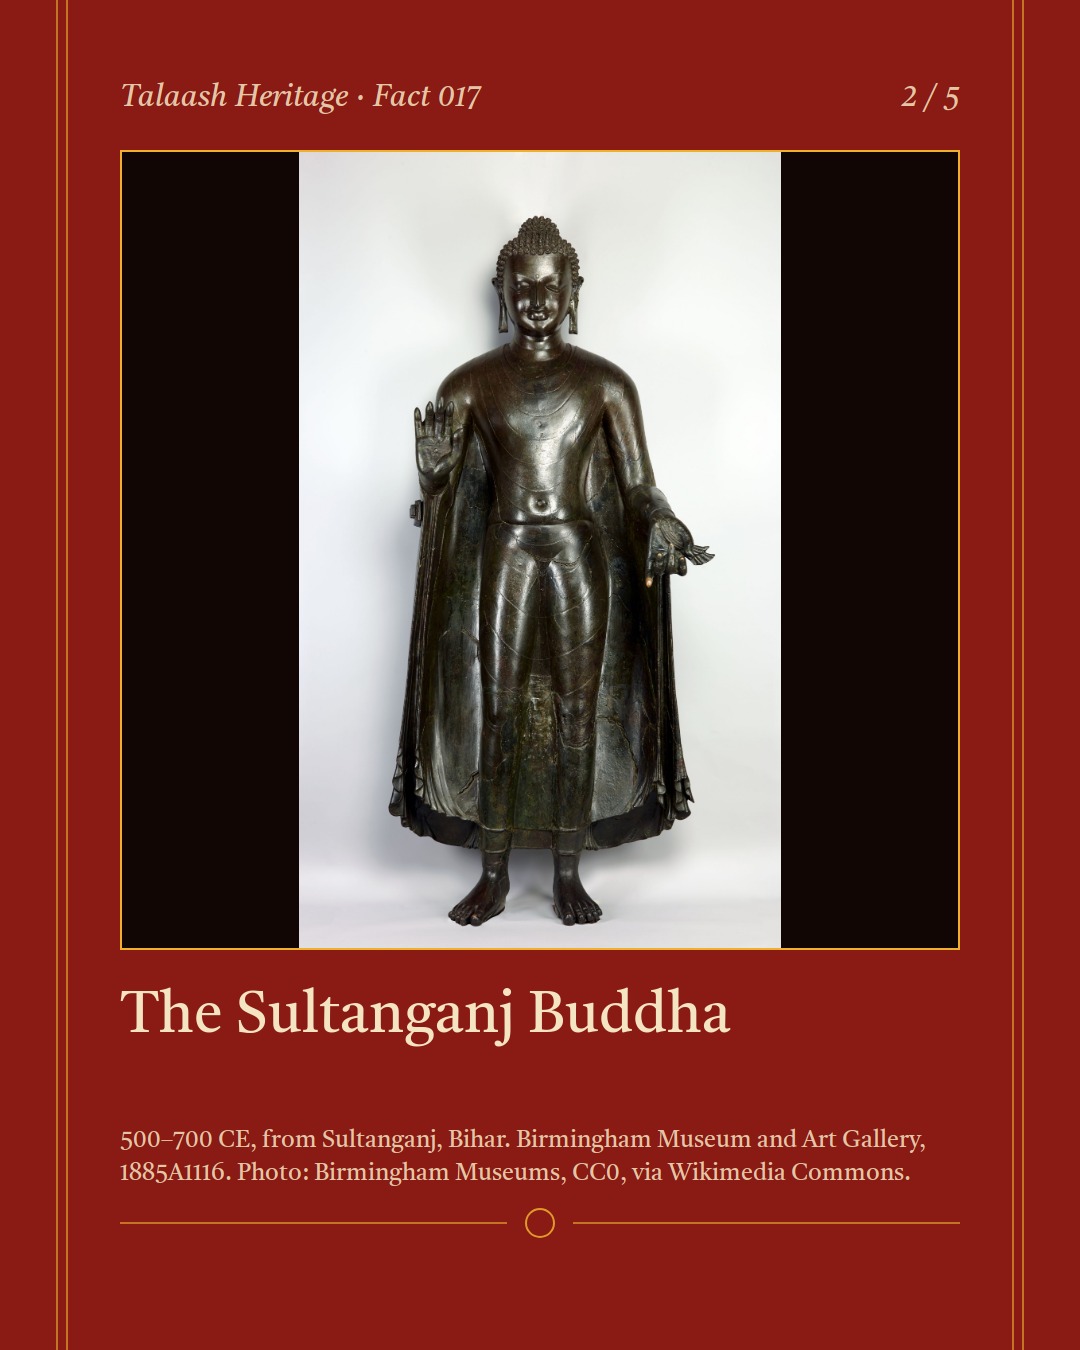 Talaash Heritage · Fact 017
2 / 5
The Sultanganj Buddha
500–700 CE, from Sultanganj, Bihar. Birmingham Museum and Art Gallery,
1885A1116. Photo: Birmingham Museums, CC0, via Wikimedia Commons.